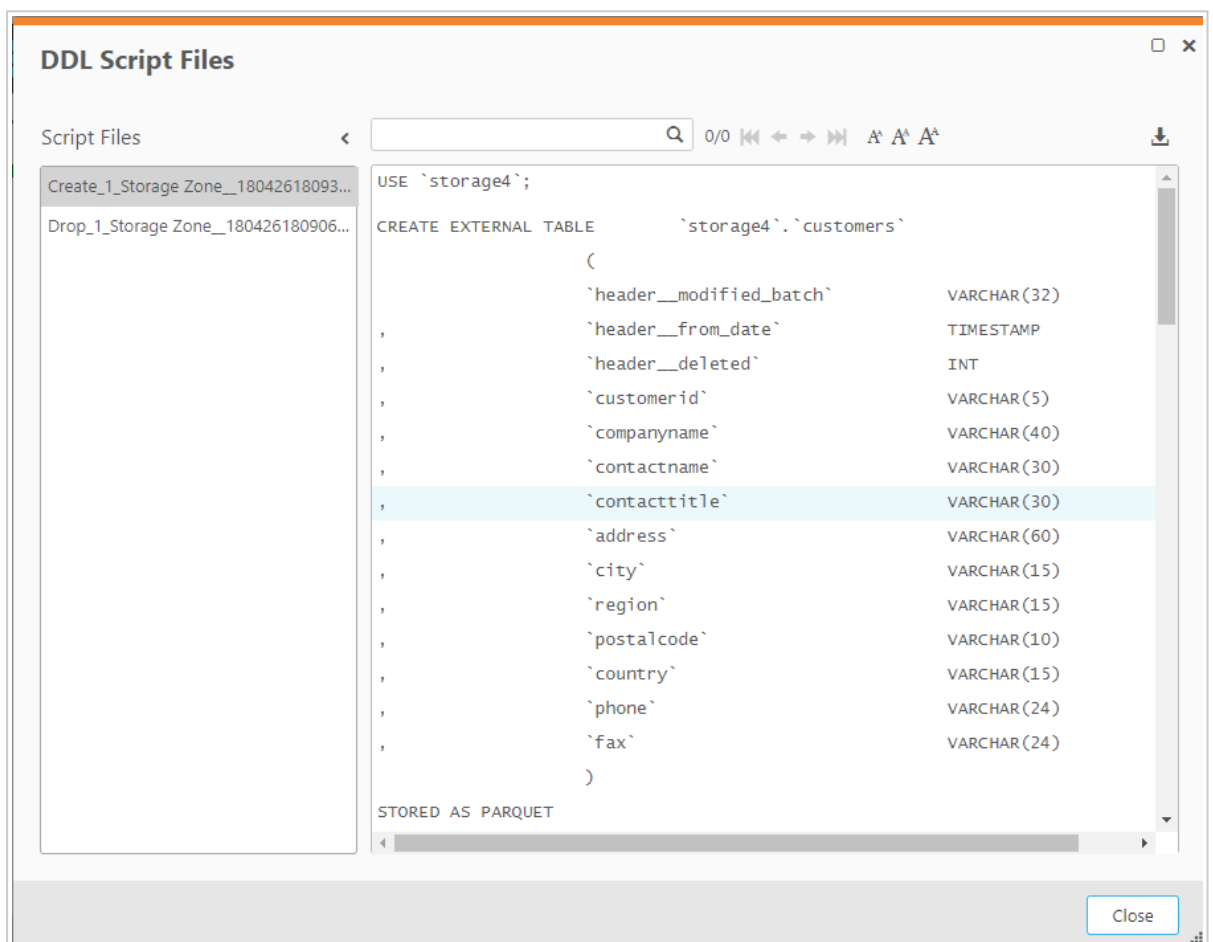 DDL Script Files
Script Files
0/0 A^A A^A A^A
Create_1_Storage Zone__18042618093...
Drop_1_Storage Zone__180426180906...
USE `storage4`;
CREATE EXTERNAL TABLE `storage4`.`customers`
(
`header__modified_batch` VARCHAR(32)
, `header__from_date` TIMESTAMP
, `header__deleted` INT
, `customerid` VARCHAR(5)
, `companyname` VARCHAR(40)
, `contactname` VARCHAR(30)
, `contacttitle` VARCHAR(30)
, `address` VARCHAR(60)
, `city` VARCHAR(15)
, `region` VARCHAR(15)
, `postalcode` VARCHAR(10)
, `country` VARCHAR(15)
, `phone` VARCHAR(24)
, `fax` VARCHAR(24)
)
STORED AS PARQUET
Close